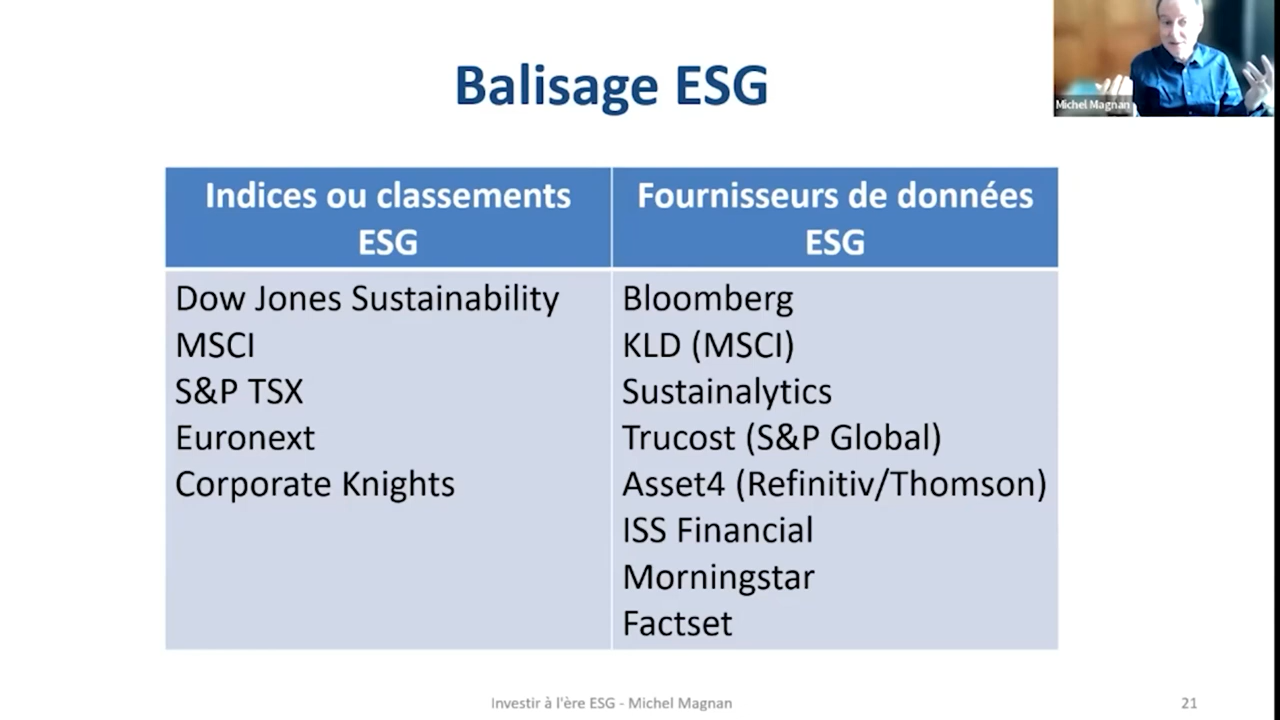 Balisage ESG
Michel Magnan
Indices ou classements
ESG
Fournisseurs de données
ESG
Dow Jones Sustainability
MSCI
S&P TSX
Euronext
Corporate Knights
Bloomberg
KLD (MSCI)
Sustainalytics
Trucost (S&P Global)
Asset4 (Refinitiv/Thomson)
ISS Financial
Morningstar
Factset
Investir à l'ère ESG - Michel Magnan
21